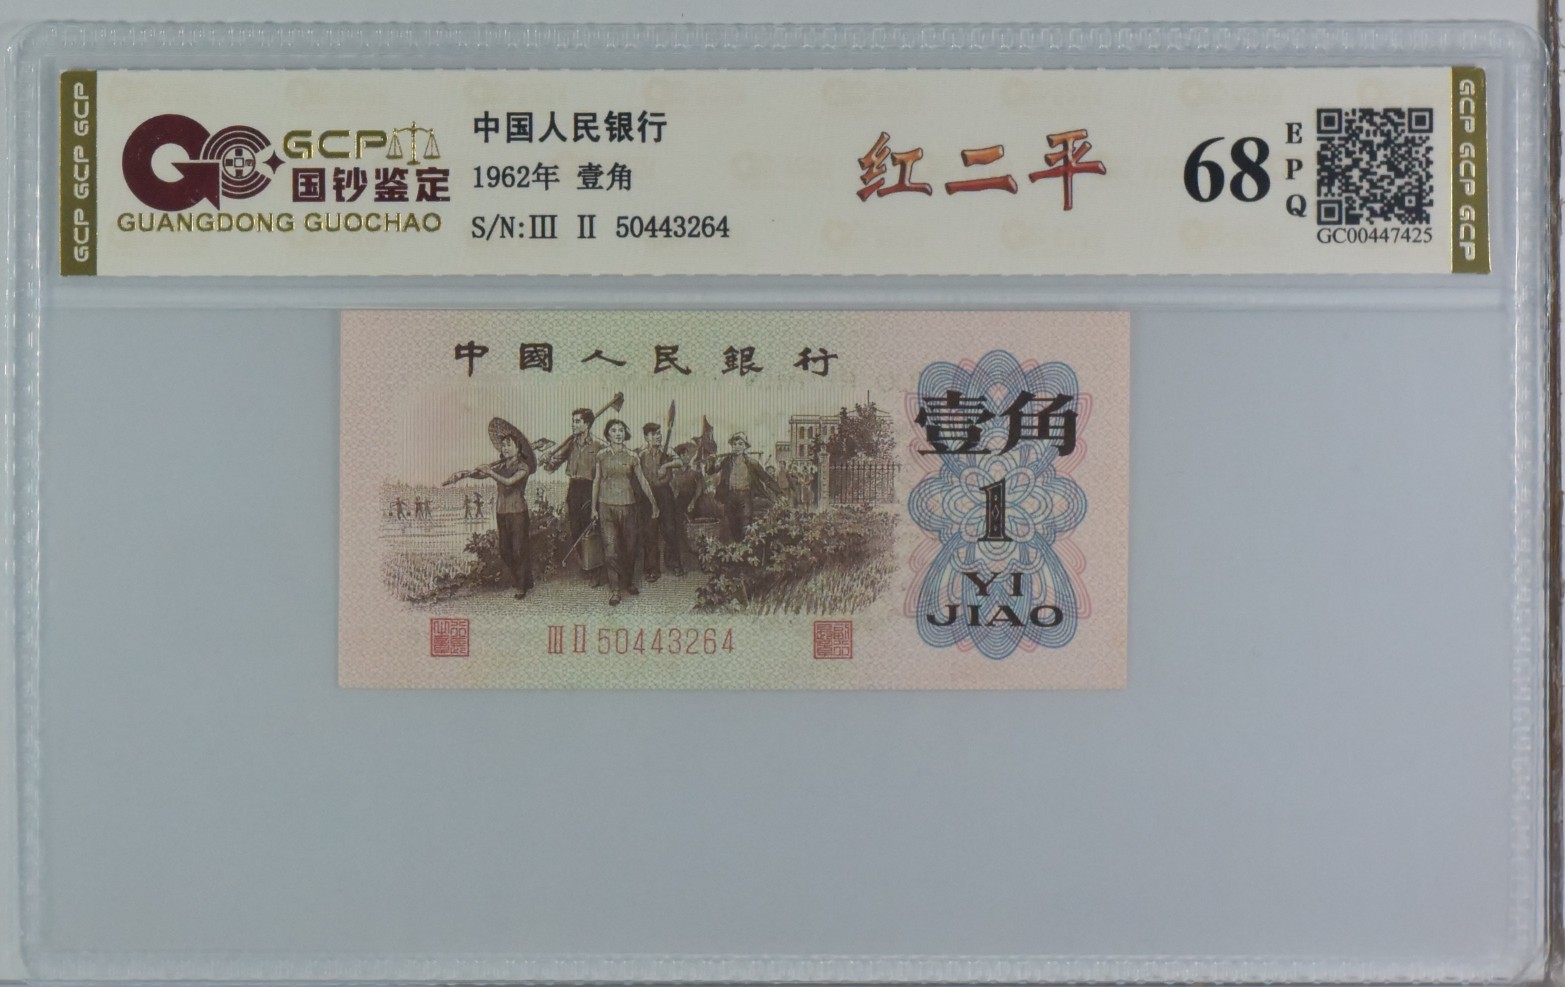 GCP GCP GCP
GCP
国钞鉴定
GUANGDONG GUOCHAO
中国人民银行
1962年 壹角
S/N:III II 50443264
红二平
68
EPQ
GC00447425
GCP GCP GCP
中國人民銀行
壹角
1
YI
JIAO
III II 50443264